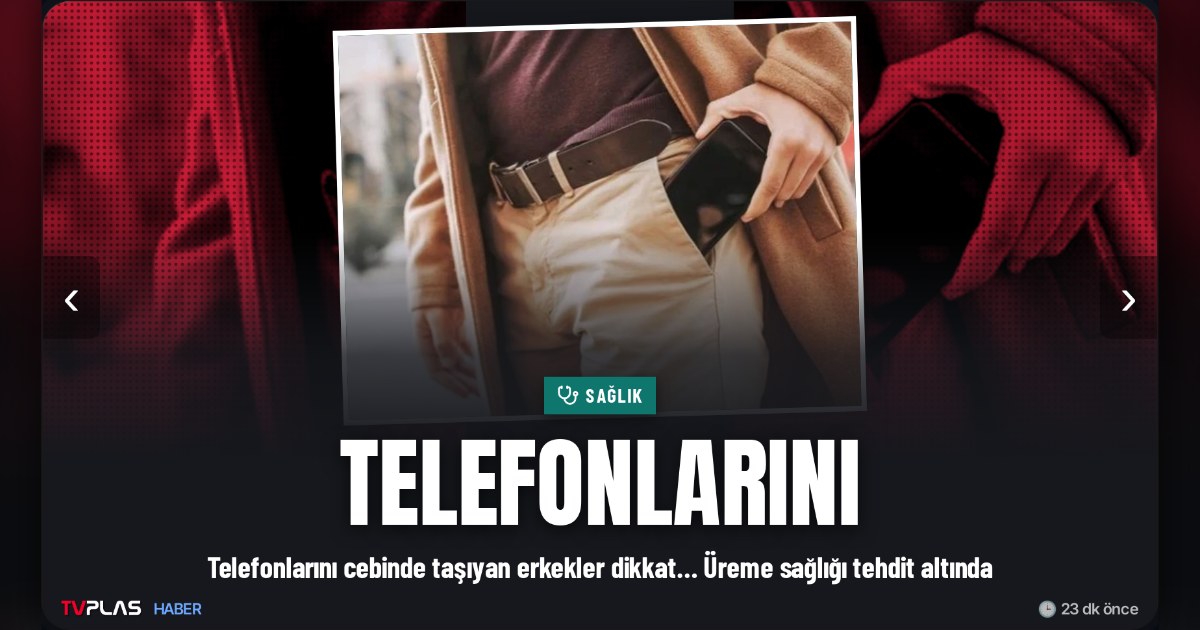 SAĞLIK
TELEFONLARINI
Telefonlarını cebinde taşıyan erkekler dikkat... Üreme sağlığı tehdit altında
TVPLAS HABER
23 dk önce